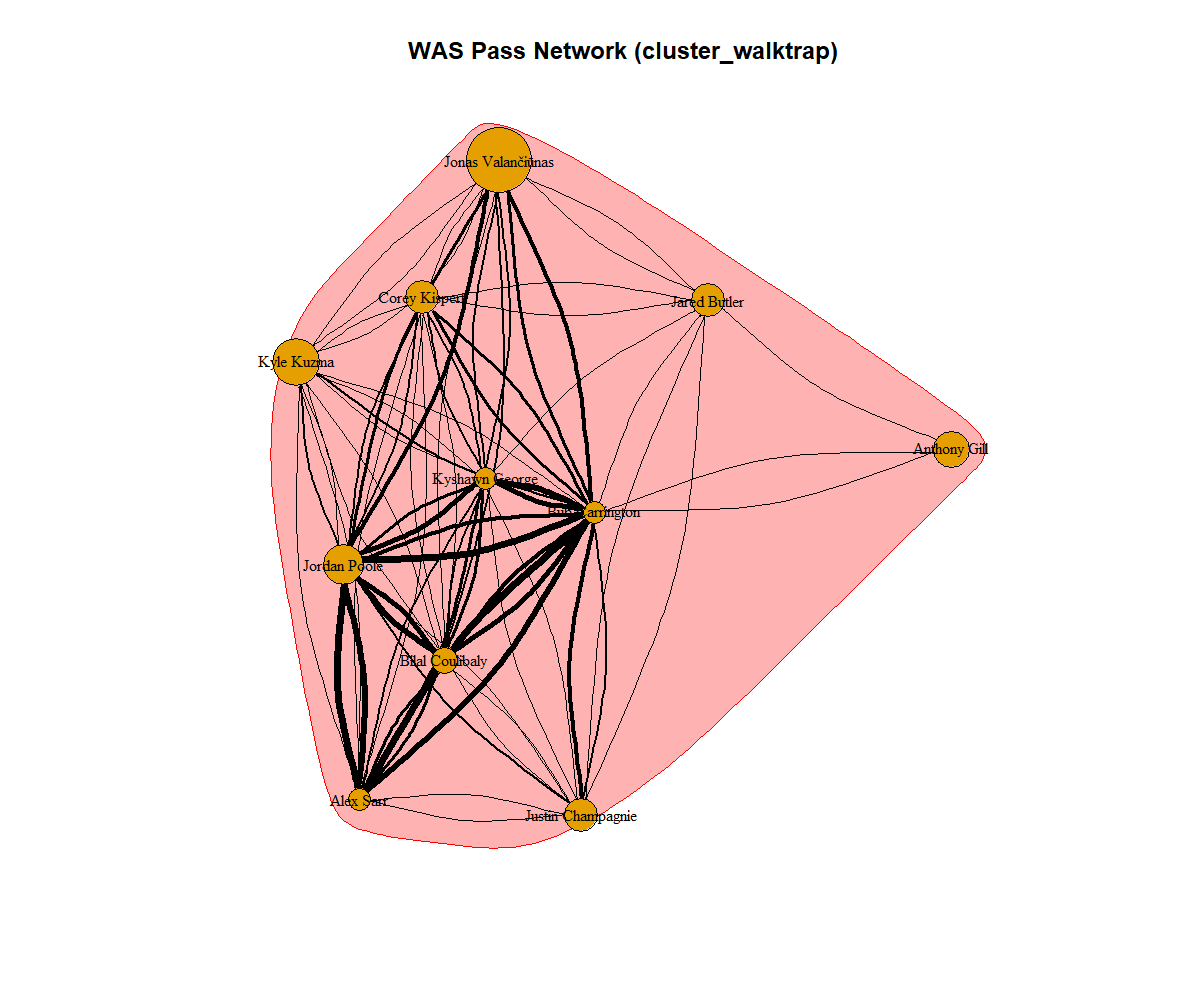 WAS Pass Network (cluster_walktrap)
Jonas Valančiūnas
Corey Kispert
Jared Butler
Kyle Kuzma
Anthony Gill
Kyshawn George
Carrington
Jordan Poole
Bilal Coulibaly
Alex Sarr
Justin Champagnie